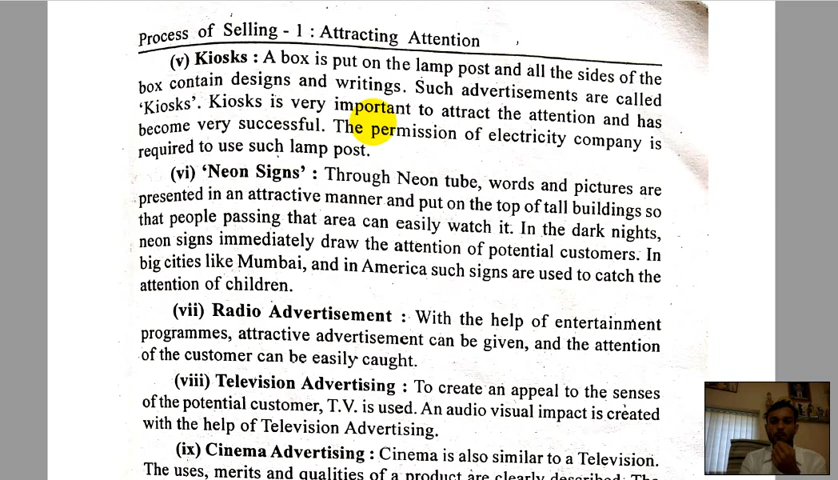 Process of Selling - 1 : Attracting Attention
(v) Kiosks : A box is put on the lamp post and all the sides of the
box contain designs and writings. Such advertisements are called
‘Kiosks’. Kiosks is very important to attract the attention and has
become very successful. The permission of electricity company is
required to use such lamp post.
(vi) ‘Neon Signs’ : Through Neon tube, words and pictures are
presented in an attractive manner and put on the top of tall buildings so
that people passing that area can easily watch it. In the dark nights,
neon signs immediately draw the attention of potential customers. In
big cities like Mumbai, and in America such signs are used to catch the
attention of children.
(vii) Radio Advertisement : With the help of entertainment
programmes, attractive advertisement can be given, and the attention
of the customer can be easily caught.
(viii) Television Advertising : To create an appeal to the senses
of the potential customer, T.V. is used. An audio visual impact is created
with the help of Television Advertising.
(ix) Cinema Advertising : Cinema is also similar to a Television.
The uses, merits and qualities of a product are clearly described. The